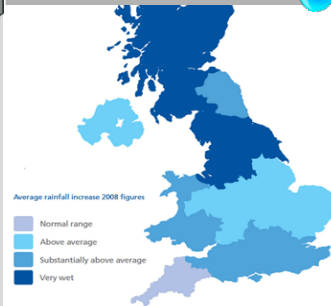 Average rainfall increase 2008 figures
Normal range
Above average
Substantially above average
Very wet